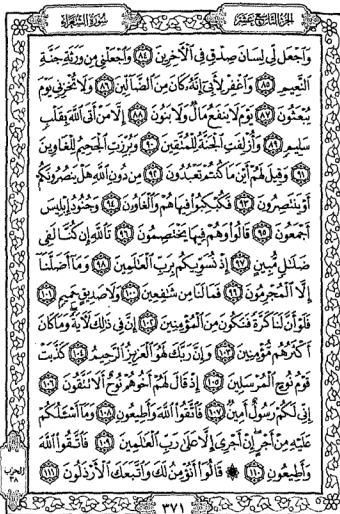 الجزء التاسع عشر
سورة الشعراء
وَاجْعَل لِّي لِسَانَ صِدْقٍ فِي الْآخِرِينَ ٨٤ وَاجْعَلْنِي مِن وَرَثَةِ جَنَّةِ
النَّعِيمِ ٨٥ وَاغْفِرْ لِأَبِي إِنَّهُ كَانَ مِنَ الضَّالِّينَ ٨٦ وَلَا تُخْزِنِي يَوْمَ
يُبْعَثُونَ ٨٧ يَوْمَ لَا يَنفَعُ مَالٌ وَلَا بَنُونَ ٨٨ إِلَّا مَنْ أَتَى اللَّهَ بِقَلْبٍ
سَلِيمٍ ٨٩ وَأُزْلِفَتِ الْجَنَّةُ لِلْمُتَّقِينَ ٩٠ وَبُرِّزَتِ الْجَحِيمُ لِلْغَاوِينَ
٩١ وَقِيلَ لَهُمْ أَيْنَ مَا كُنتُمْ تَعْبُدُونَ ٩٢ مِن دُونِ اللَّهِ هَلْ يَنصُرُونَكُمْ
أَوْ يَنتَصِرُونَ ٩٣ فَكُبْكِبُوا فِيهَا هُمْ وَالْغَاوُونَ ٩٤ وَجُنُودُ إِبْلِيسَ
أَجْمَعُونَ ٩٥ قَالُوا وَهُمْ فِيهَا يَخْتَصِمُونَ ٩٦ تَاللَّهِ إِن كُنَّا لَفِي
ضَلَالٍ مُّبِينٍ ٩٧ إِذْ نُسَوِّيكُم بِرَبِّ الْعَالَمِينَ ٩٨ وَمَا أَضَلَّنَا
إِلَّا الْمُجْرِمُونَ ٩٩ فَمَا لَنَا مِن شَافِعِينَ ١٠٠ وَلَا صَدِيقٍ حَمِيمٍ ١٠١
فَلَوْ أَنَّ لَنَا كَرَّةً فَنَكُونَ مِنَ الْمُؤْمِنِينَ ١٠٢ إِنَّ فِي ذَلِكَ لَآيَةً وَمَا كَانَ
أَكْثَرُهُم مُّؤْمِنِينَ ١٠٣ وَإِنَّ رَبَّكَ لَهُوَ الْعَزِيزُ الرَّحِيمُ ١٠٤ كَذَّبَتْ
قَوْمُ نُوحٍ الْمُرْسَلِينَ ١٠٥ إِذْ قَالَ لَهُمْ أَخُوهُمْ نُوحٌ أَلَا تَتَّقُونَ ١٠٦
إِنِّي لَكُمْ رَسُولٌ أَمِينٌ ١٠٧ فَاتَّقُوا اللَّهَ وَأَطِيعُونِ ١٠٨ وَمَا أَسْئَلُكُمْ
عَلَيْهِ مِنْ أَجْرٍ إِنْ أَجْرِيَ إِلَّا عَلَى رَبِّ الْعَالَمِينَ ١٠٩ فَاتَّقُوا اللَّهَ
وَأَطِيعُونِ ١١٠ ۞ قَالُوا أَنُؤْمِنُ لَكَ وَاتَّبَعَكَ الْأَرْذَلُونَ ١١١
الحزب
٣٨
٣٧١